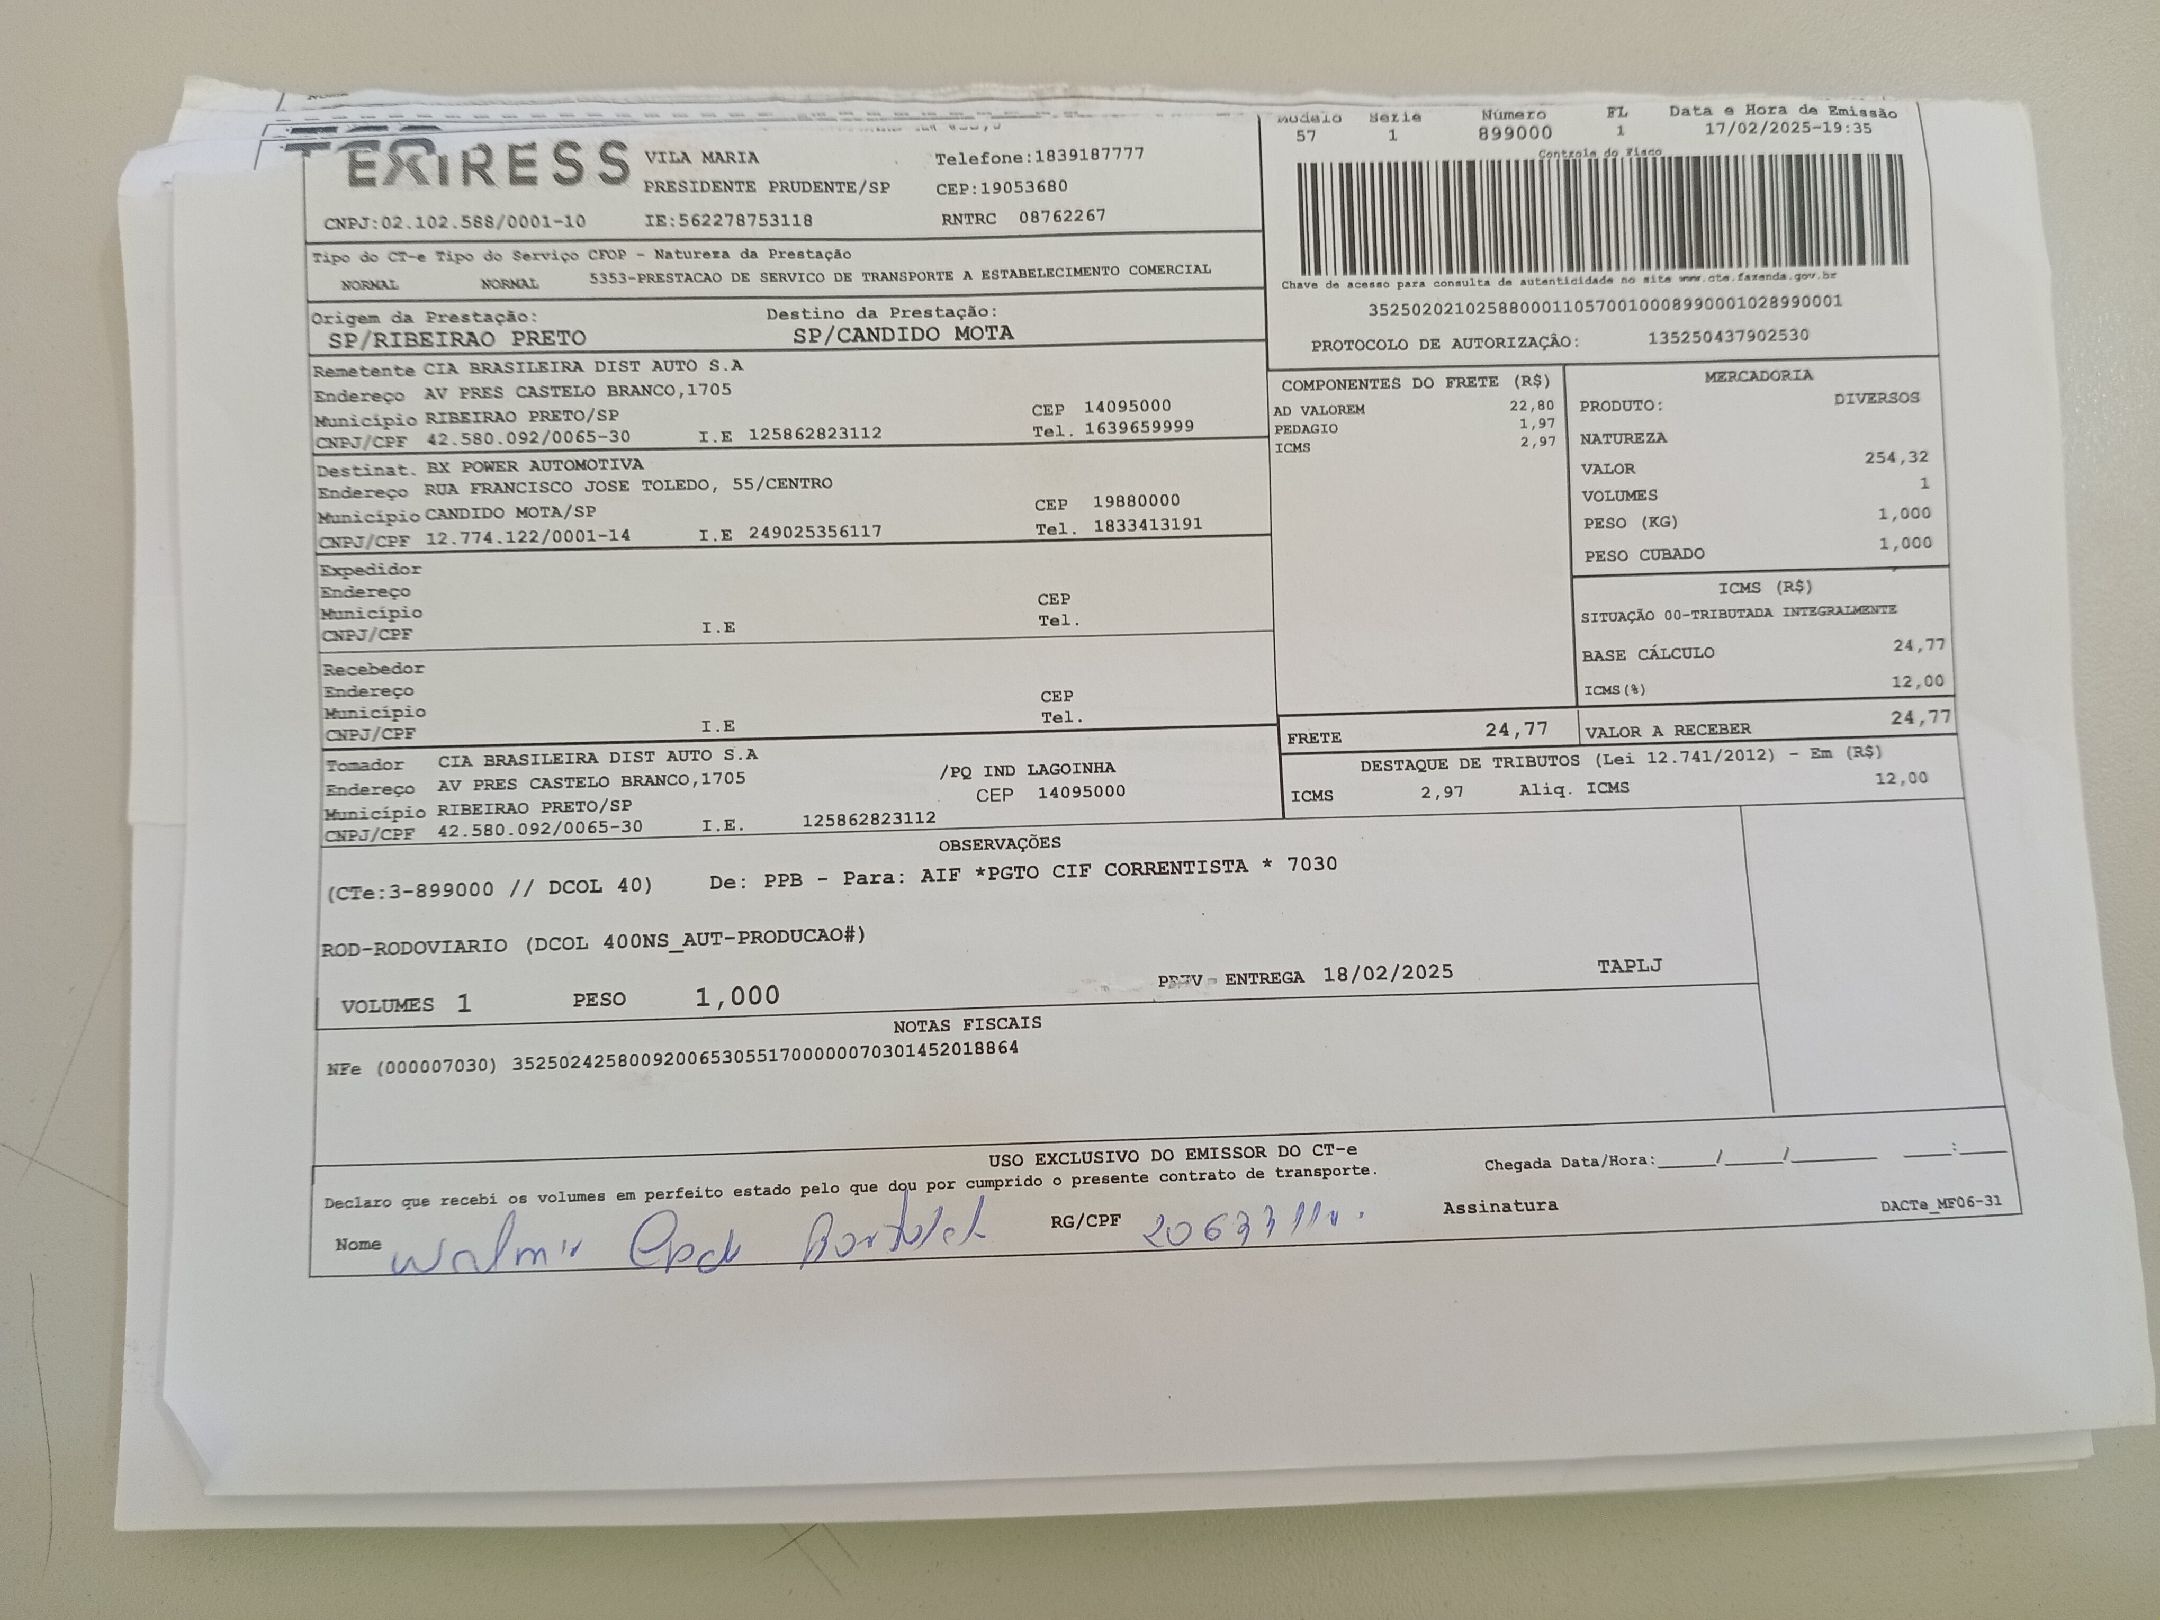 Modelo Serie Número FL Data e Hora de Emissão
57 1 899000 1 17/02/2025-19:35
VILA MARIA Telefone:1839187777
PRESIDENTE PRUDENTE/SP CEP:19053680
CNPJ:02.102.588/0001-10 IE:562278753118 RNTRC 08762267
Controle do Fisco
Chave de acesso para consulta de autenticidade no site www.cte.fazenda.gov.br
35250202102588000110570010008990001028990001
PROTOCOLO DE AUTORIZAÇÂO: 135250437902530
Tipo do CT-e Tipo do Serviço CFOP - Natureza da Prestação
NORMAL NORMAL 5353-PRESTACAO DE SERVICO DE TRANSPORTE A ESTABELECIMENTO COMERCIAL
Origem da Prestação: Destino da Prestação:
SP/RIBEIRAO PRETO SP/CANDIDO MOTA
Remetente CIA BRASILEIRA DIST AUTO S.A
Endereço AV PRES CASTELO BRANCO,1705
Município RIBEIRAO PRETO/SP CEP 14095000
CNPJ/CPF 42.580.092/0065-30 I.E 125862823112 Tel. 1639659999
Destinat. BX POWER AUTOMOTIVA
Endereço RUA FRANCISCO JOSE TOLEDO, 55/CENTRO
Município CANDIDO MOTA/SP CEP 19880000
CNPJ/CPF 12.774.122/0001-14 I.E 249025356117 Tel. 1833413191
Expedidor
Endereço
Município CEP
CNPJ/CPF I.E Tel.
Recebedor
Endereço
Município CEP
CNPJ/CPF I.E Tel.
Tomador CIA BRASILEIRA DIST AUTO S.A
Endereço AV PRES CASTELO BRANCO,1705 /PQ IND LAGOINHA
Município RIBEIRAO PRETO/SP CEP 14095000
CNPJ/CPF 42.580.092/0065-30 I.E. 125862823112
COMPONENTES DO FRETE (R$)
AD VALOREM 22,80
PEDAGIO 1,97
ICMS 2,97
MERCADORIA
PRODUTO: DIVERSOS
NATUREZA
VALOR 254,32
VOLUMES 1
PESO (KG) 1,000
PESO CUBADO 1,000
ICMS (R$)
SITUAÇÃO 00-TRIBUTADA INTEGRALMENTE
BASE CÁLCULO 24,77
ICMS(%) 12,00
FRETE 24,77 VALOR A RECEBER 24,77
DESTAQUE DE TRIBUTOS (Lei 12.741/2012) - Em (R$)
ICMS 2,97 Aliq. ICMS 12,00
OBSERVAÇÕES
(CTe:3-899000 // DCOL 40) De: PPB - Para: AIF *PGTO CIF CORRENTISTA * 7030
ROD-RODOVIARIO (DCOL 400NS_AUT-PRODUCAO#)
VOLUMES 1 PESO 1,000 ENTREGA 18/02/2025 TAPLJ
NOTAS FISCAIS
NFe (000007030) 35250242580092006530551700000070301452018864
USO EXCLUSIVO DO EMISSOR DO CT-e
Declaro que recebi os volumes em perfeito estado pelo que dou por cumprido o presente contrato de transporte. Chegada Data/Hora:_____/_____/_______ ____:____
Nome Walmir RG/CPF Assinatura DACTe_MF06-31